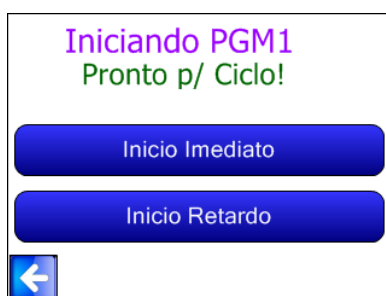 Iniciando PGM1
Pronto p/ Ciclo!
Inicio Imediato
Inicio Retardo